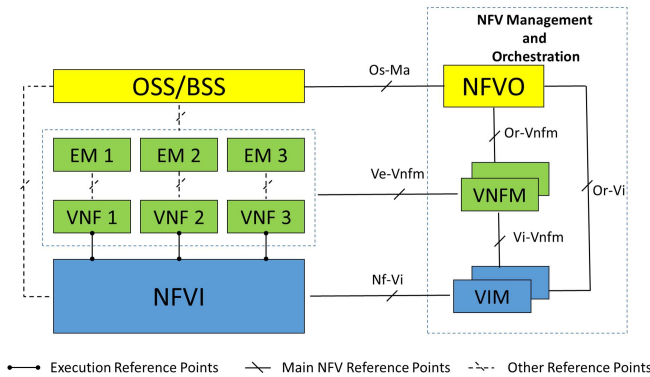 NFV Management
and
Orchestration
OSS/BSS
Os-Ma
NFVO
Or-Vnfm
EM 1
EM 2
EM 3
Ve-Vnfm
VNFM
Or-Vi
VNF 1
VNF 2
VNF 3
Vi-Vnfm
NFVI
Nf-Vi
VIM
Execution Reference Points
Main NFV Reference Points
Other Reference Points